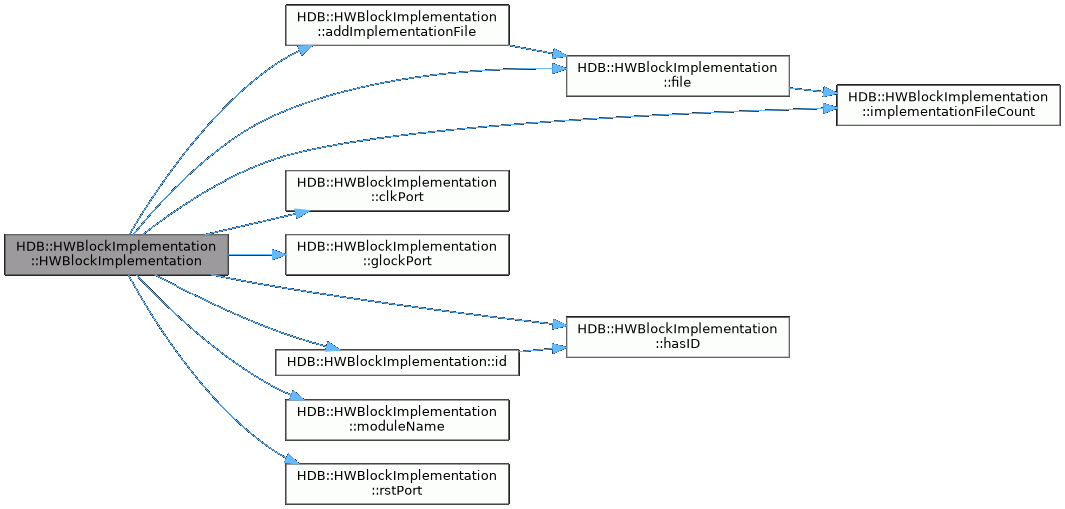 HDB::HWBlockImplementation
::addImplementationFile
HDB::HWBlockImplementation
::file
HDB::HWBlockImplementation
::implementationFileCount
HDB::HWBlockImplementation
::clkPort
HDB::HWBlockImplementation
::HWBlockImplementation
HDB::HWBlockImplementation
::glockPort
HDB::HWBlockImplementation
::hasID
HDB::HWBlockImplementation::id
HDB::HWBlockImplementation
::moduleName
HDB::HWBlockImplementation
::rstPort